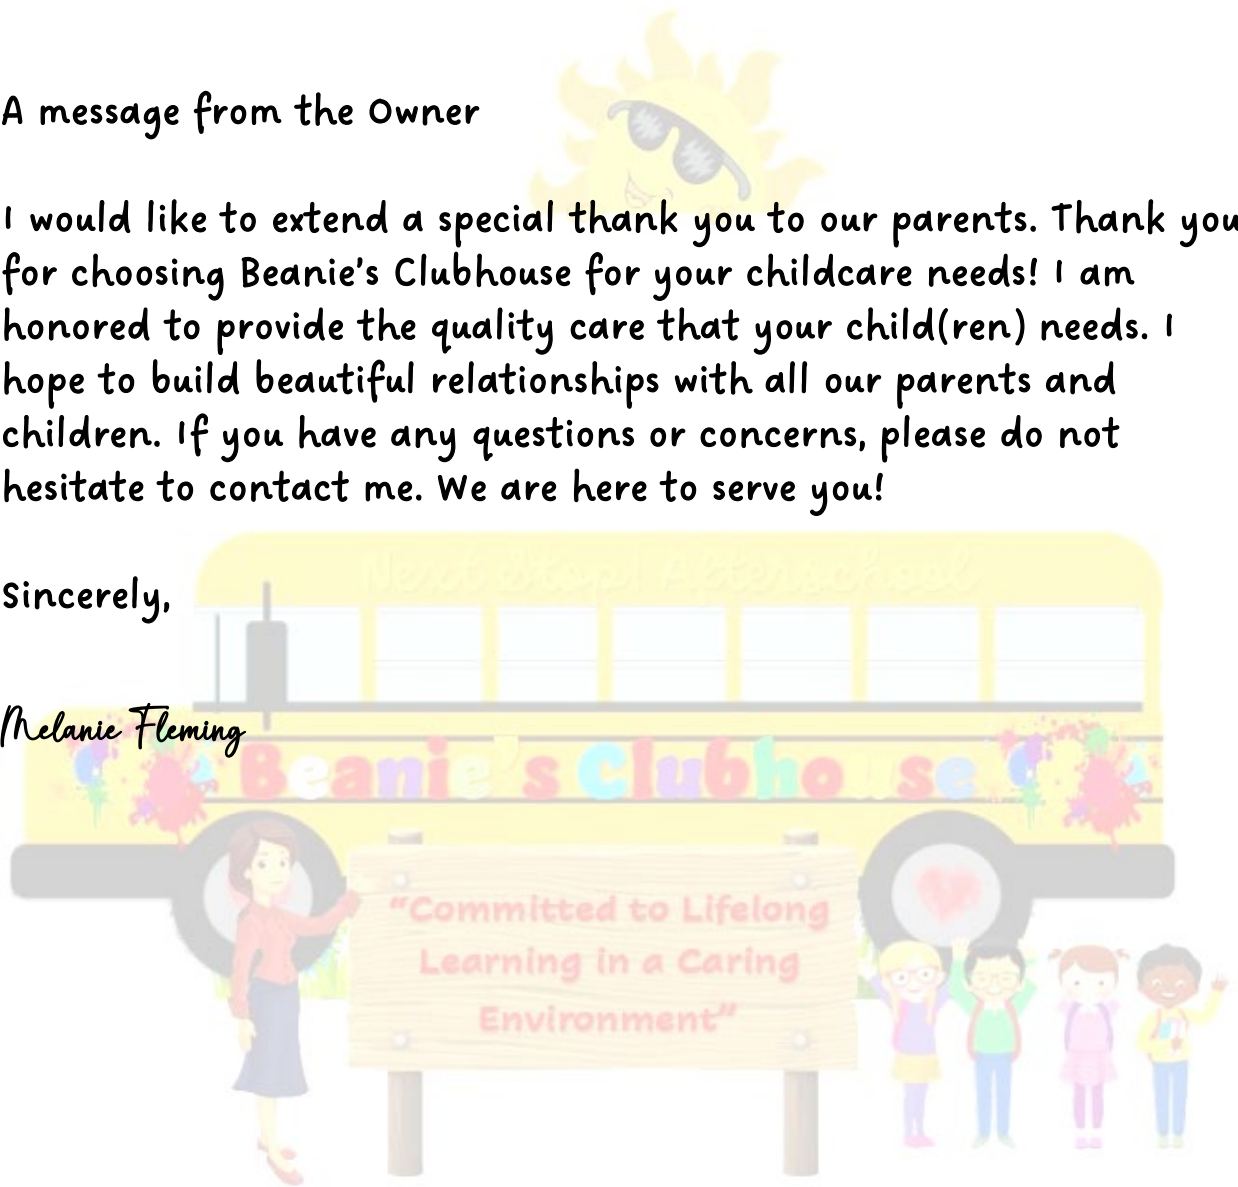 A message from the Owner
I would like to extend a special thank you to our parents. Thank you
for choosing Beanie's Clubhouse for your childcare needs! I am
honored to provide the quality care that your child(ren) needs. I
hope to build beautiful relationships with all our parents and
children. If you have any questions or concerns, please do not
hesitate to contact me. We are here to serve you!
Next Stop! Afterschool
Sincerely,
Melanie Fleming
Beanie's Clubhouse
"Committed to Lifelong
Learning in a Caring
Environment"